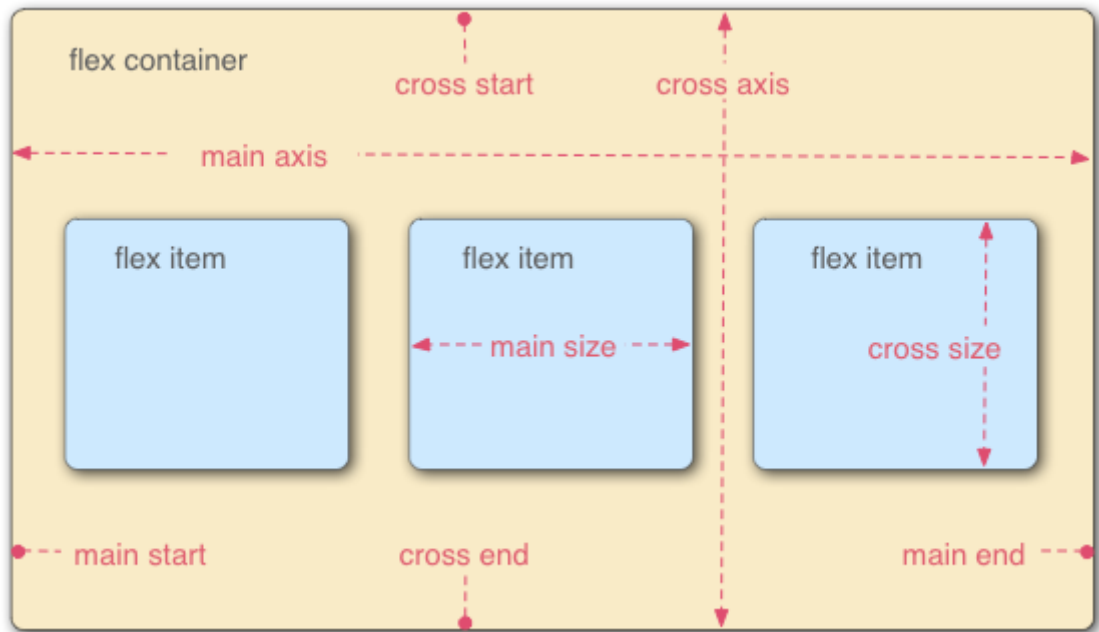 flex container
cross start
cross axis
main axis
flex item
flex item
flex item
main size
cross size
main start
cross end
main end